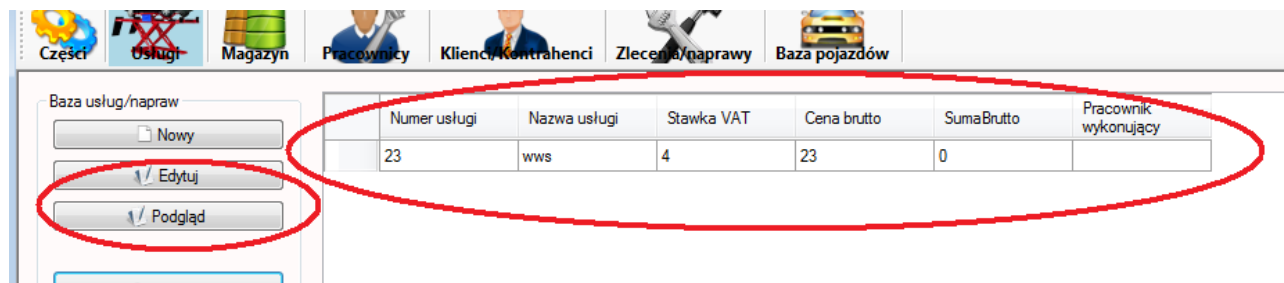 Części Usługi Magazyn Pracownicy Klienci/Kontrahenci Zlecenia/naprawy Baza pojazdów
Baza usług/napraw
Nowy
Edytuj
Podgląd
Numer usługi Nazwa usługi Stawka VAT Cena brutto SumaBrutto Pracownik
wykonujący
23 wws 4 23 0